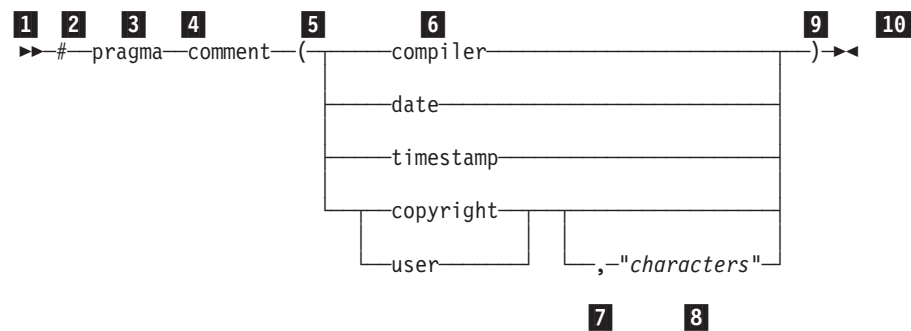 1 2 3 4 5 6 9 10
# pragma comment ( compiler )
date
timestamp
copyright
user , "characters"
7 8